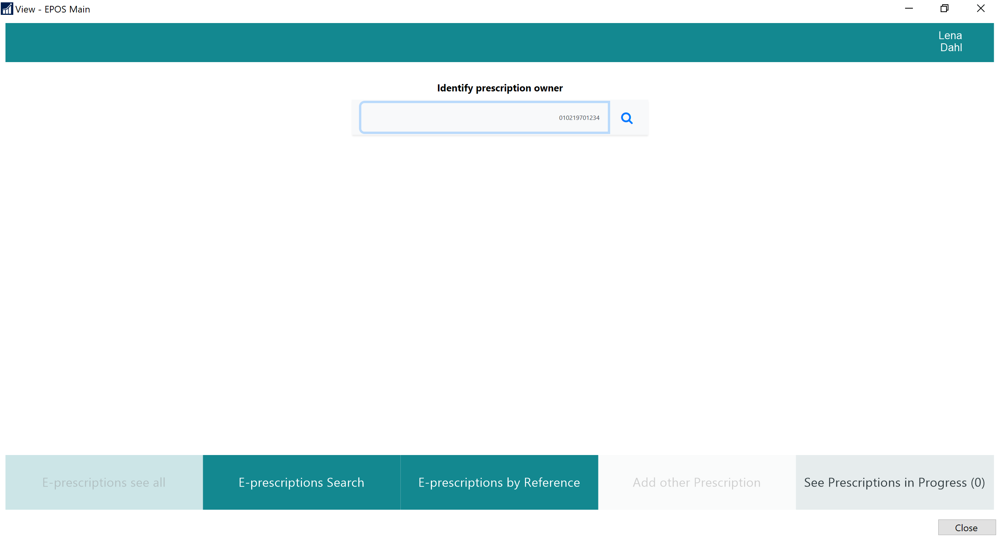 View - EPOS Main
Lena
Dahl
Identify prescription owner
010219701234
E-prescriptions see all
E-prescriptions Search
E-prescriptions by Reference
Add other Prescription
See Prescriptions in Progress (0)
Close